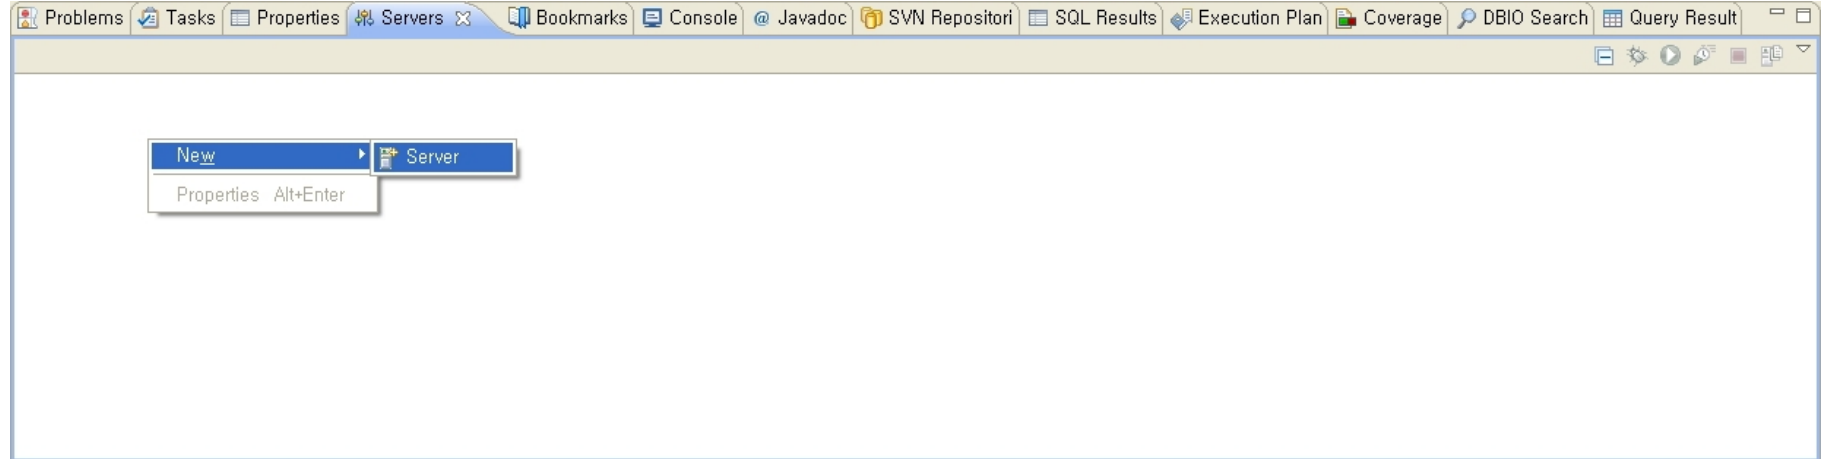 Problems Tasks Properties Servers Bookmarks Console @ Javadoc SVN Repositori SQL Results Execution Plan Coverage DBIO Search Query Result
New Server
Properties Alt+Enter